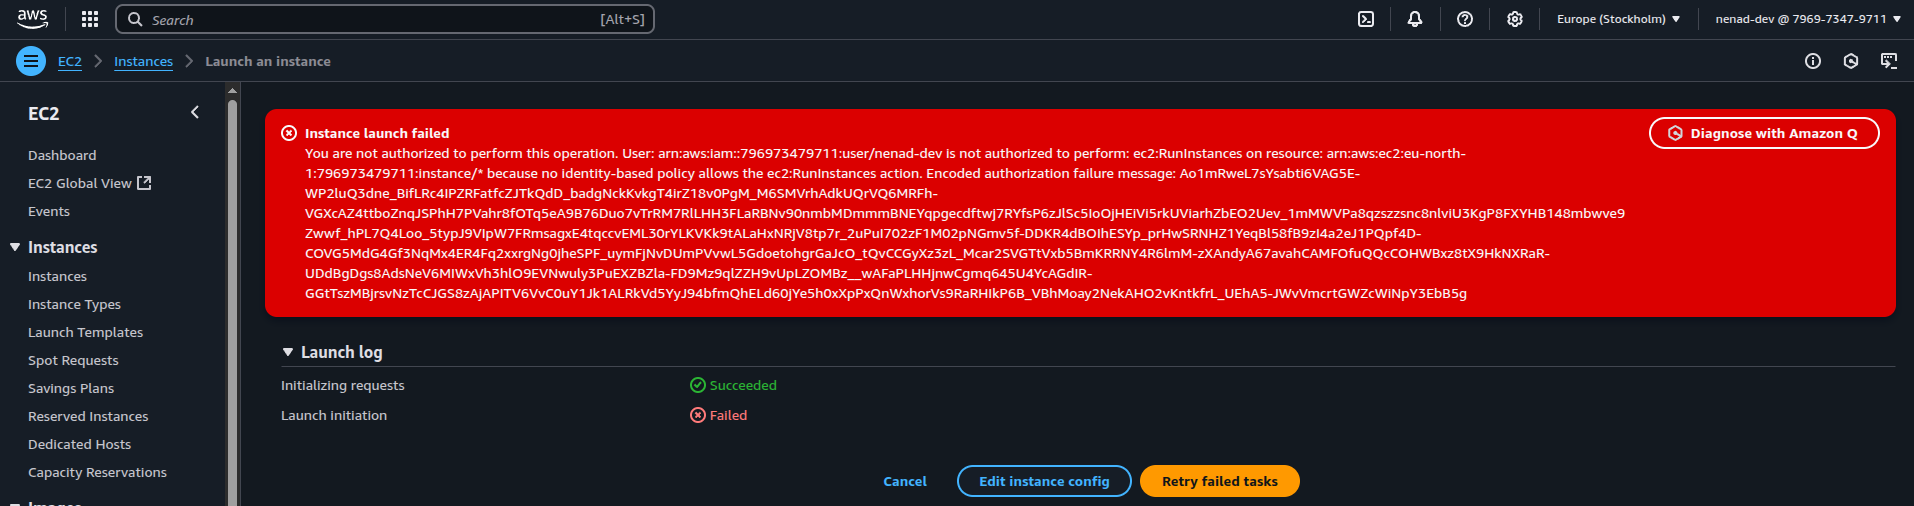 aws
Search
[Alt+S]
Europe (Stockholm)
nenad-dev @ 7969-7347-9711
EC2
Instances
Launch an instance
EC2
Dashboard
EC2 Global View
Events
Instances
Instances
Instance Types
Launch Templates
Spot Requests
Savings Plans
Reserved Instances
Dedicated Hosts
Capacity Reservations
Images
Instance launch failed
Diagnose with Amazon Q
You are not authorized to perform this operation. User: arn:aws:iam::796973479711:user/nenad-dev is not authorized to perform: ec2:RunInstances on resource: arn:aws:ec2:eu-north-
1:796973479711:instance/* because no identity-based policy allows the ec2:RunInstances action. Encoded authorization failure message: Ao1mRweL7sYsabti6VAG5E-
WP2luQ3dne_BifLRc4IPZRFatfcZJTkQdD_badgNckKvkgT4irZ18v0PgM_M6SMVrhAdkUQrVQ6MRFh-
VGXcAZ4ttboZnqJSPhH7PVahr8fOTq5eA9B76Duo7vTrRM7RlLHH3FLaRBNv90nmbMDmmmBNEYqpgecdftwj7RYfsP6zJlSc5IoOJHEiVi5rkUViarhZbEO2Uev_1mMWVPa8qzszzsnc8nlviU3KgP8FXYHB148mbwve9
Zwwf_hPL7Q4Loo_5typJ9VIpW7FRmsagxE4tqccvEML30rYLKVKk9tALaHxNRjV8tp7r_2uPuI702zF1M02pNGmv5f-DDKR4dBOIhESYp_prHwSRNHZ1YeqBl58fB9zI4a2eJ1PQpf4D-
COVG5MdG4Gf3NqMx4ER4Fq2xxrgNg0JheSPF_uymFjNvDUmPVvwL5GdoetohgrGaJcO_tQvCCGyXz3zL_Mcar2SVGTtVxb5BmKRRNY4R6lmM-zXAndyA67avahCAMFOfuQQcCOHWBxz8tX9HkNXRaR-
UDdBgDgs8AdsNeV6MIWxVh3hlO9EVNwuly3PuEXZBZla-FD9Mz9qlZZH9vUpLZOMBz__wAFaPLHHjnwCgmq645U4YcAGdIR-
GGtTszMBJrsvNzTcCJGS8zAjAPITV6VvC0uY1Jk1ALRkVd5YyJ94bfmQhELd60JYe5h0xXpPxQnWxhorVs9RaRHIkP6B_VBhMoay2NekAHO2vKntkfrL_UEhA5-JWvVmcrtGWZcWiNpY3EbB5g
Launch log
Initializing requests
Succeeded
Launch initiation
Failed
Cancel
Edit instance config
Retry failed tasks